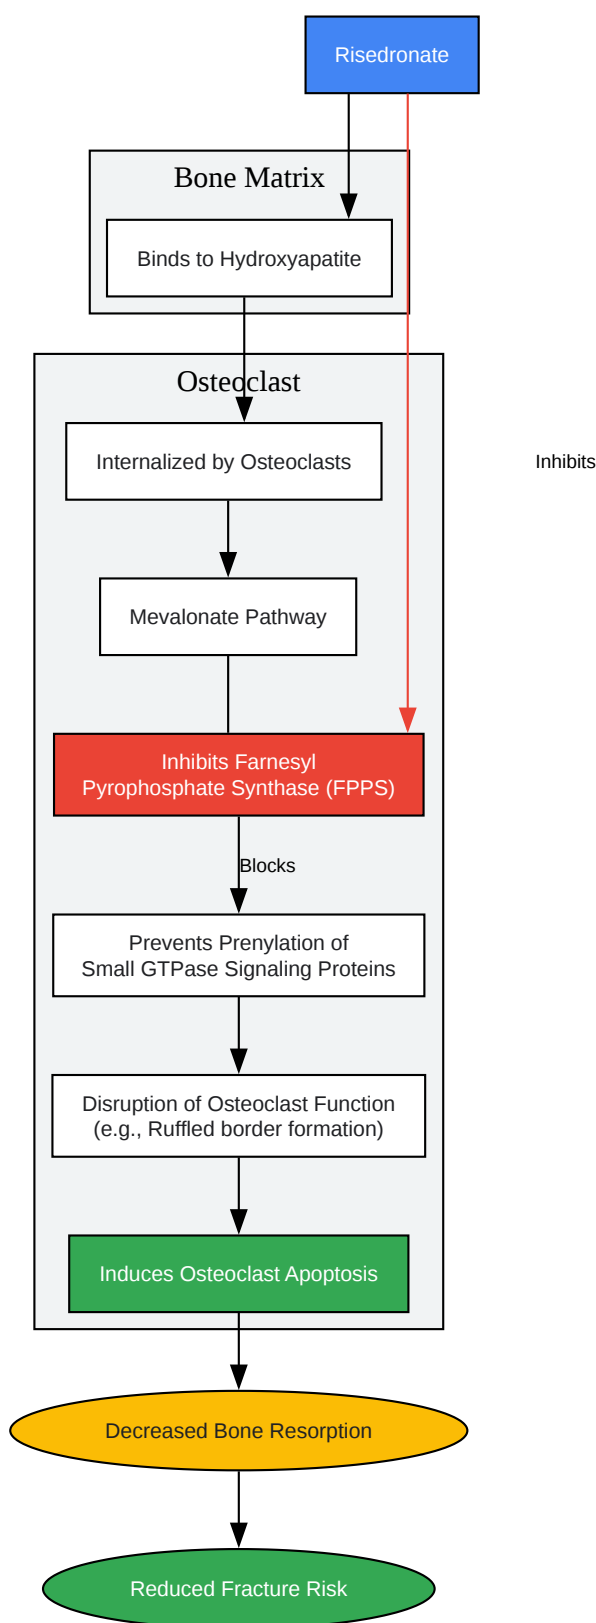 Risedronate
Bone Matrix
Binds to Hydroxyapatite
Osteoclast
Internalized by Osteoclasts
Inhibits
Mevalonate Pathway
Inhibits Farnesyl
Pyrophosphate Synthase (FPPS)
Blocks
Prevents Prenylation of
Small GTPase Signaling Proteins
Disruption of Osteoclast Function
(e.g., Ruffled border formation)
Induces Osteoclast Apoptosis
Decreased Bone Resorption
Reduced Fracture Risk